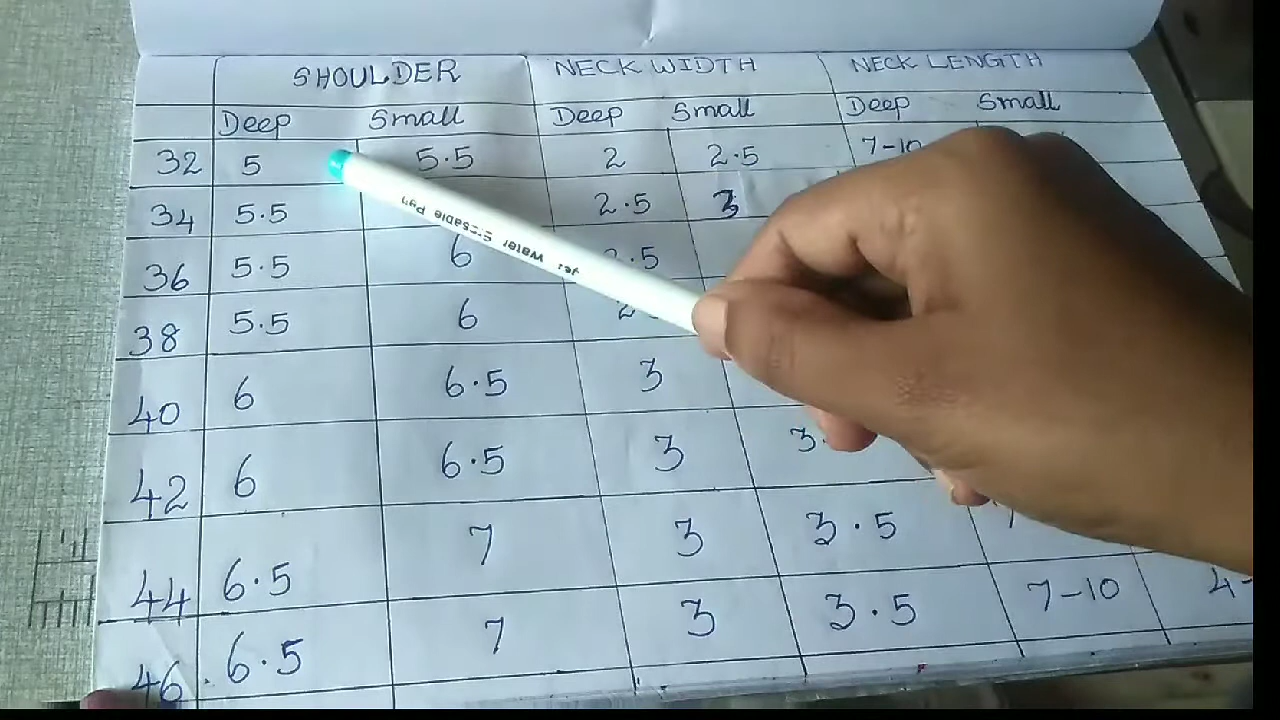 SHOULDER NECK WIDTH NECK LENGTH
Deep Small Deep Small Deep Small
32 5 5.5 2 2.5 7-10
34 5.5 2.5 3
36 5.5 6 2.5
38 5.5 6
40 6 6.5 3
42 6 6.5 3
44 6.5 7 3 3.5
46 6.5 7 3 3.5 7-10
Water Erasable Pen